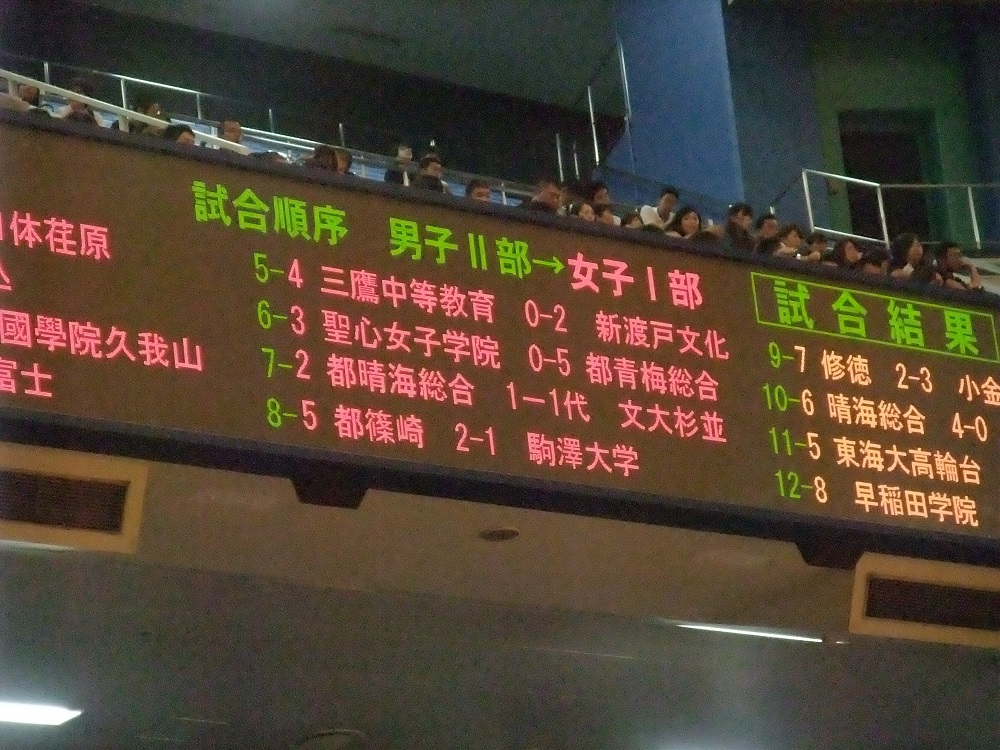 体荏原
國學院久我山
富士
試合順序 男子Ⅱ部→女子Ⅰ部
5-4 三鷹中等教育 0-2 新渡戸文化
6-3 聖心女子学院 0-5 都青梅総合
7-2 都晴海総合 1ー1代 文大杉並
8-5 都篠崎 2-1 駒澤大学
試合結果
9-7 修徳 2-3 小金
10-6 晴海総合 4-0
11-5 東海大高輪台
12-8 早稲田学院